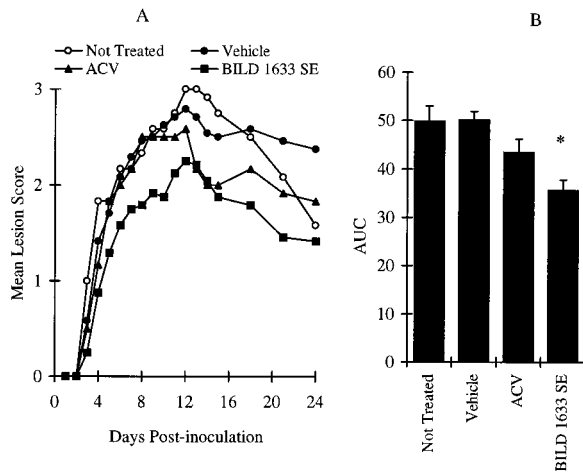 A
Not Treated
Vehicle
ACV
BILD 1633 SE
3
2
1
0
Mean Lesion Score
0 4 8 12 16 20 24
Days Post-inoculation
B
60
50
40
30
20
10
0
AUC
*
Not Treated
Vehicle
ACV
BILD 1633 SE